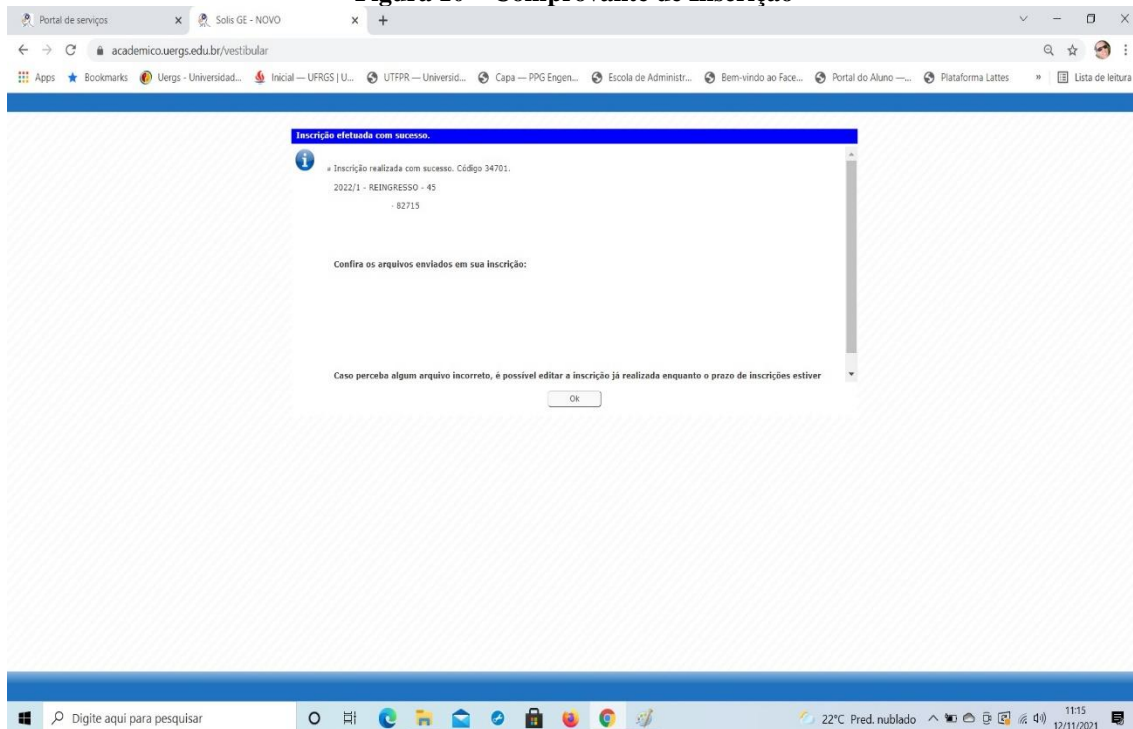 Figura 10 – Comprovante de Inscrição
Portal de serviços
Solis GE - NOVO
academico.uergs.edu.br/vestibular
Apps
Bookmarks
Uergs - Universidad...
Inicial — UFRGS | U...
UTFPR — Universid...
Capa — PPG Engen...
Escola de Administr...
Bem-vindo ao Face...
Portal do Aluno —...
Plataforma Lattes
»
Lista de leitura
Inscrição efetuada com sucesso.
» Inscrição realizada com sucesso. Código 34701.
2022/1 - REINGRESSO - 45
- 82715
Confira os arquivos enviados em sua inscrição:
Caso perceba algum arquivo incorreto, é possível editar a inscrição já realizada enquanto o prazo de inscrições estiver
Ok
Digite aqui para pesquisar
22°C Pred. nublado
11:15
12/11/2021